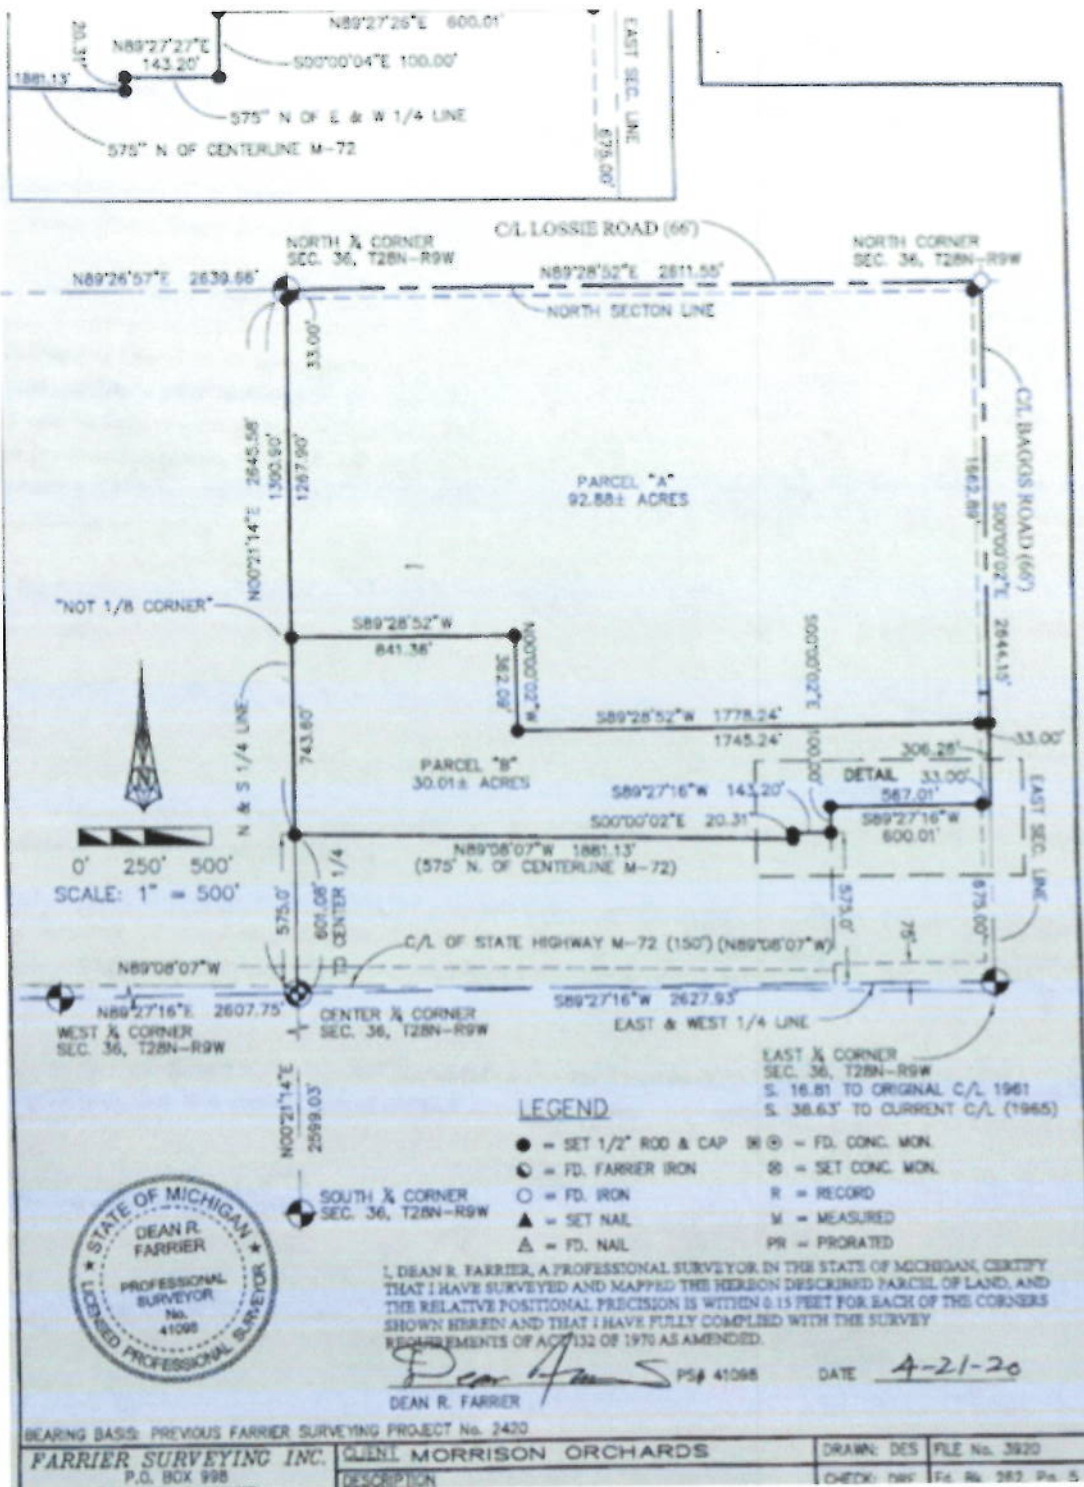 N89°27'26"E 600.01'
N89°27'27"E
143.20'
20.31'
S00°00'04"E 100.00'
1881.13'
575" N OF E & W 1/4 LINE
575" N OF CENTERLINE M-72
EAST SEC. LINE
675.00'
C/L LOSSIE ROAD (66')
NORTH ¼ CORNER
SEC. 36, T28N-R9W
NORTH CORNER
SEC. 36, T28N-R9W
N89°26'57"E 2639.66'
N89°28'52"E 2611.55'
NORTH SECTON LINE
33.00'
N00°21'14"E 2645.58'
1300.90'
1267.90'
PARCEL "A"
92.88± ACRES
C/L BAGGS ROAD (66')
1662.89'
S00°00'02"E 2644.15'
"NOT 1/8 CORNER"
S89°28'52"W
841.36'
N00°00'02"W
362.09'
S00°00'02"E
100.00'
S89°28'52"W 1778.24'
1745.24'
33.00'
306.28'
N & S 1/4 LINE
743.80'
PARCEL "B"
30.01± ACRES
DETAIL
33.00'
567.01'
S89°27'16"W 143.20'
S89°27'16"W
600.01'
S00°00'02"E 20.31'
N89°08'07"W 1881.13'
(575' N. OF CENTERLINE M-72)
EAST SEC. LINE
N
0' 250' 500'
SCALE: 1" = 500'
575.0'
601.08'
TO CENTER 1/4
575.0'
75'
675.00'
C/L OF STATE HIGHWAY M-72 (150') (N89°08'07"W)
N89°08'07"W
N89°27'16"E 2607.75'
S89°27'16"W 2627.93'
WEST ¼ CORNER
SEC. 36, T28N-R9W
CENTER ¼ CORNER
SEC. 36, T28N-R9W
EAST & WEST 1/4 LINE
EAST ¼ CORNER
SEC. 36, T28N-R9W
S. 16.81 TO ORIGINAL C/L 1961
S. 38.63' TO CURRENT C/L (1965)
N00°21'14"E
2599.03'
SOUTH ¼ CORNER
SEC. 36, T28N-R9W
LEGEND
● = SET 1/2" ROD & CAP
= FD. CONC. MON.
= FD. FARRIER IRON
= SET CONC. MON.
○ = FD. IRON
R = RECORD
▲ = SET NAIL
M = MEASURED
△ = FD. NAIL
PR = PRORATED
STATE OF MICHIGAN
DEAN R.
FARRIER
PROFESSIONAL
SURVEYOR
No.
41098
LICENSED PROFESSIONAL SURVEYOR
I, DEAN R. FARRIER, A PROFESSIONAL SURVEYOR IN THE STATE OF MICHIGAN, CERTIFY
THAT I HAVE SURVEYED AND MAPPED THE HEREON DESCRIBED PARCEL OF LAND, AND
THE RELATIVE POSITIONAL PRECISION IS WITHIN 0.15 FEET FOR EACH OF THE CORNERS
SHOWN HEREIN AND THAT I HAVE FULLY COMPLIED WITH THE SURVEY
REQUIREMENTS OF ACT 132 OF 1970 AS AMENDED.
PS# 41098
DATE 4-21-20
DEAN R. FARRIER
BEARING BASIS: PREVIOUS FARRIER SURVEYING PROJECT No. 2420
FARRIER SURVEYING INC.
P.O. BOX 998
CLIENT MORRISON ORCHARDS
DESCRIPTION
DRAWN: DES
FILE No. 3920
CHECK: DRF
Fd. Bk. 262 Pg. 5